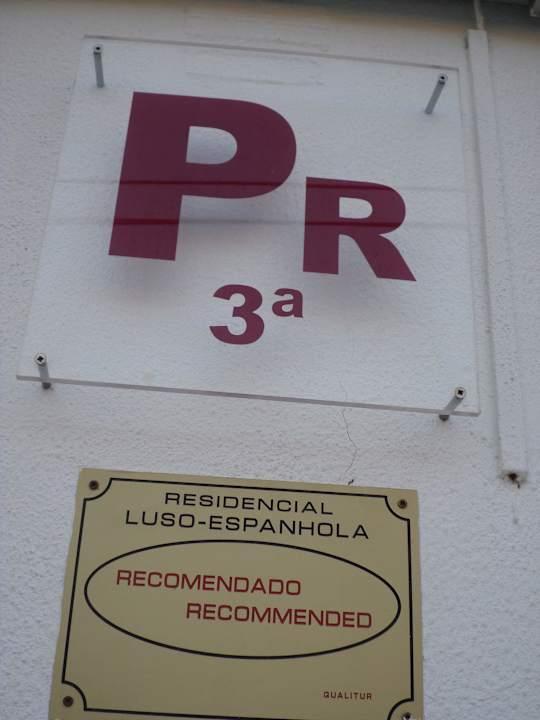 PR
3ª
RESIDENCIAL
LUSO-ESPANHOLA
RECOMENDADO
RECOMMENDED
QUALITUR